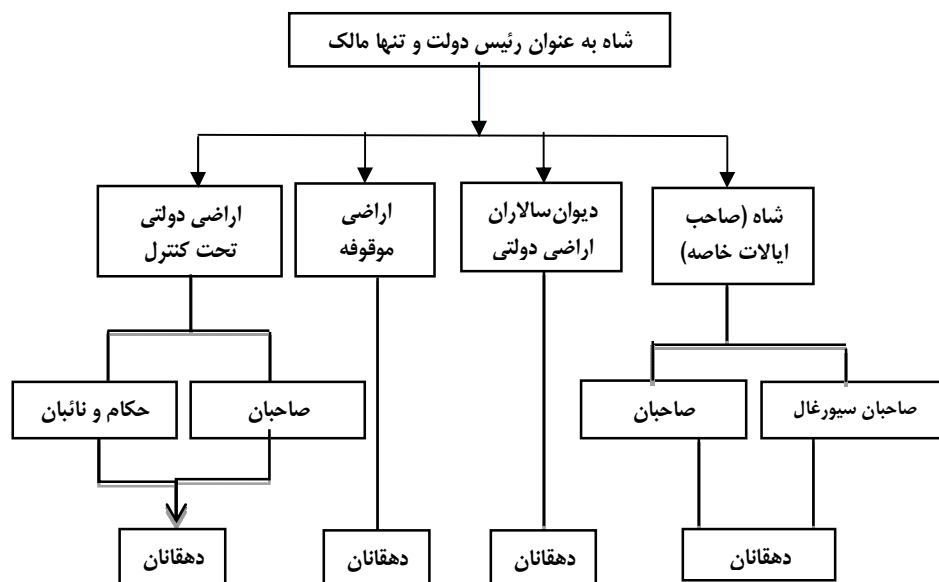 شاه به عنوان رئیس دولت و تنها مالک
شاه (صاحب
ایالات خاصه)
دیوان‌سالاران
اراضی دولتی
اراضی
موقوفه
اراضی دولتی
تحت کنترل
صاحبان سیورغال
صاحبان
صاحبان
حکام و نائبان
دهقانان
دهقانان
دهقانان
دهقانان